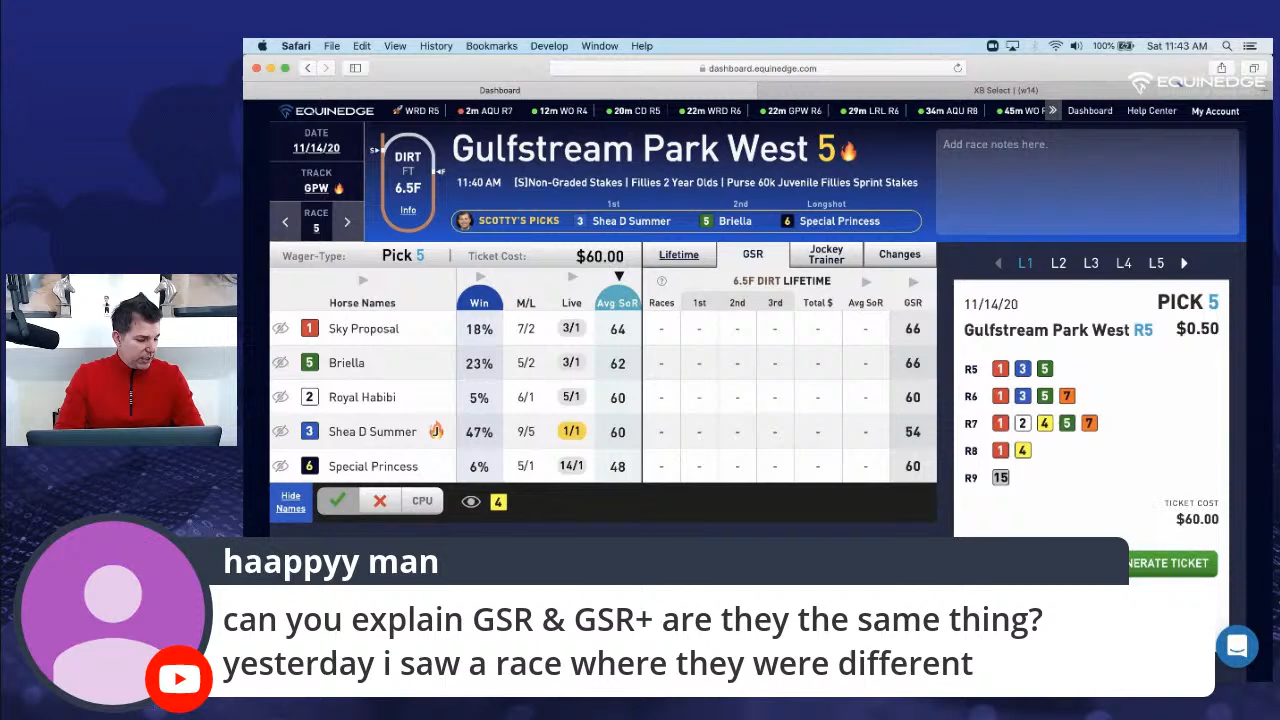 Safari File Edit View History Bookmarks Develop Window Help 100% Sat 11:43 AM
dashboard.equinedge.com
EQUINEDGE
Dashboard XB Select | (w14)
EQUINEDGE WRD R5 2m AQU R7 12m WO R4 20m CD R5 22m WRD R6 22m GPW R6 29m LRL R6 34m AQU R8 45m WO Dashboard Help Center My Account
DATE
11/14/20
TRACK
GPW
RACE
5
S
F
DIRT
FT
6.5F
Info
Gulfstream Park West 5
11:40 AM [S]Non-Graded Stakes | Fillies 2 Year Olds | Purse 60k Juvenile Fillies Sprint Stakes
1st 2nd Longshot
SCOTTY'S PICKS 3 Shea D Summer 5 Briella 6 Special Princess
Add race notes here.
Wager-Type: Pick 5 Ticket Cost: $60.00
Lifetime GSR Jockey Trainer Changes
6.5F DIRT LIFETIME
Horse Names Win M/L Live Avg SoR Races 1st 2nd 3rd Total $ Avg SoR GSR
1 Sky Proposal 18% 7/2 3/1 64 - - - - - - 66
5 Briella 23% 5/2 3/1 62 - - - - - - 66
2 Royal Habibi 5% 6/1 5/1 60 - - - - - - 60
3 Shea D Summer J 47% 9/5 1/1 60 - - - - - - 54
6 Special Princess 6% 5/1 14/1 48 - - - - - - 60
Hide Names CPU 4
L1 L2 L3 L4 L5
11/14/20 PICK 5
Gulfstream Park West R5 $0.50
R5 1 3 5
R6 1 3 5 7
R7 1 2 4 5 7
R8 1 4
R9 15
TICKET COST
$60.00
NERATE TICKET
haappyy man
can you explain GSR & GSR+ are they the same thing?
yesterday i saw a race where they were different